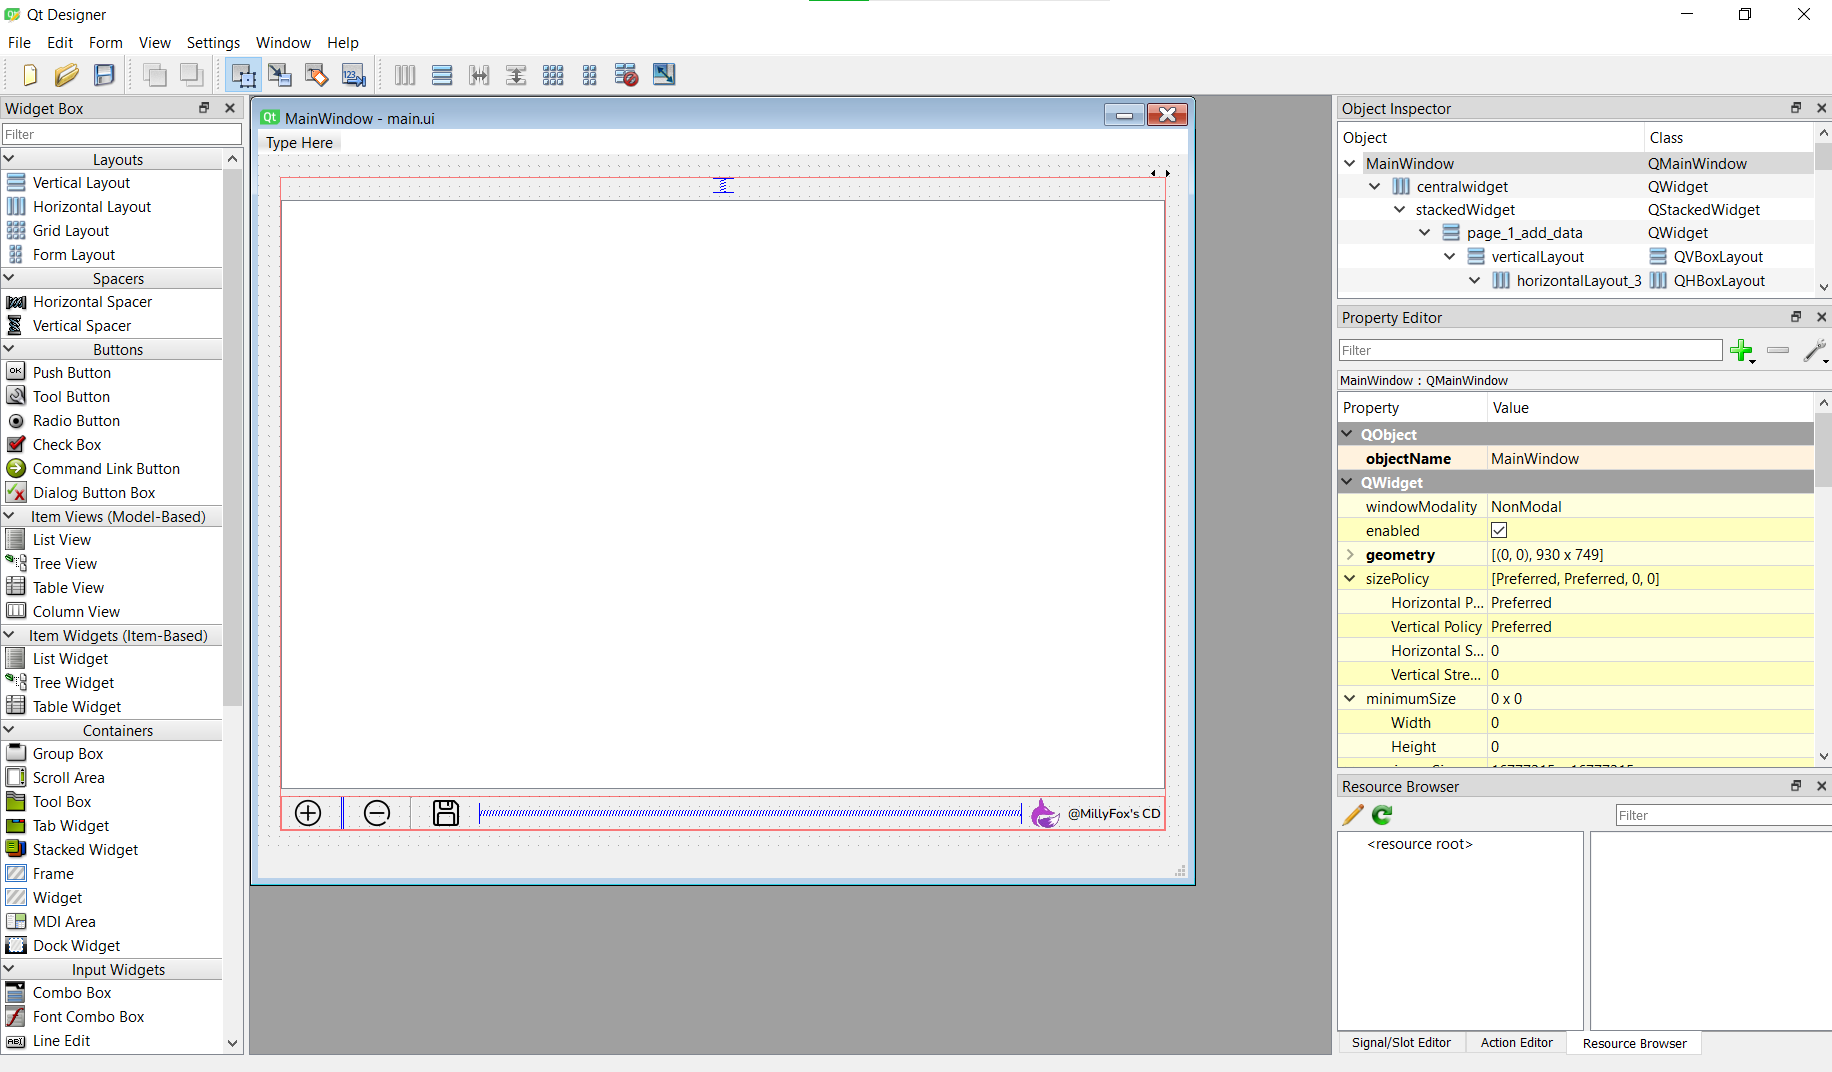 Qt Designer
File Edit Form View Settings Window Help
123
Widget Box
Filter
Layouts
Vertical Layout
Horizontal Layout
Grid Layout
Form Layout
Spacers
Horizontal Spacer
Vertical Spacer
Buttons
OK Push Button
Tool Button
Radio Button
Check Box
Command Link Button
Dialog Button Box
Item Views (Model-Based)
List View
Tree View
Table View
Column View
Item Widgets (Item-Based)
List Widget
Tree Widget
Table Widget
Containers
Group Box
Scroll Area
Tool Box
Tab Widget
Stacked Widget
Frame
Widget
MDI Area
Dock Widget
Input Widgets
Combo Box
Font Combo Box
ABI Line Edit
Qt MainWindow - main.ui
Type Here
@MillyFox's CD
Object Inspector
Object Class
MainWindow QMainWindow
centralwidget QWidget
stackedWidget QStackedWidget
page_1_add_data QWidget
verticalLayout QVBoxLayout
horizontalLayout_3 QHBoxLayout
Property Editor
Filter
MainWindow : QMainWindow
Property Value
QObject
objectName MainWindow
QWidget
windowModality NonModal
enabled
geometry [(0, 0), 930 x 749]
sizePolicy [Preferred, Preferred, 0, 0]
Horizontal P... Preferred
Vertical Policy Preferred
Horizontal S... 0
Vertical Stre... 0
minimumSize 0 x 0
Width 0
Height 0
Resource Browser
Filter
<resource root>
Signal/Slot Editor Action Editor Resource Browser